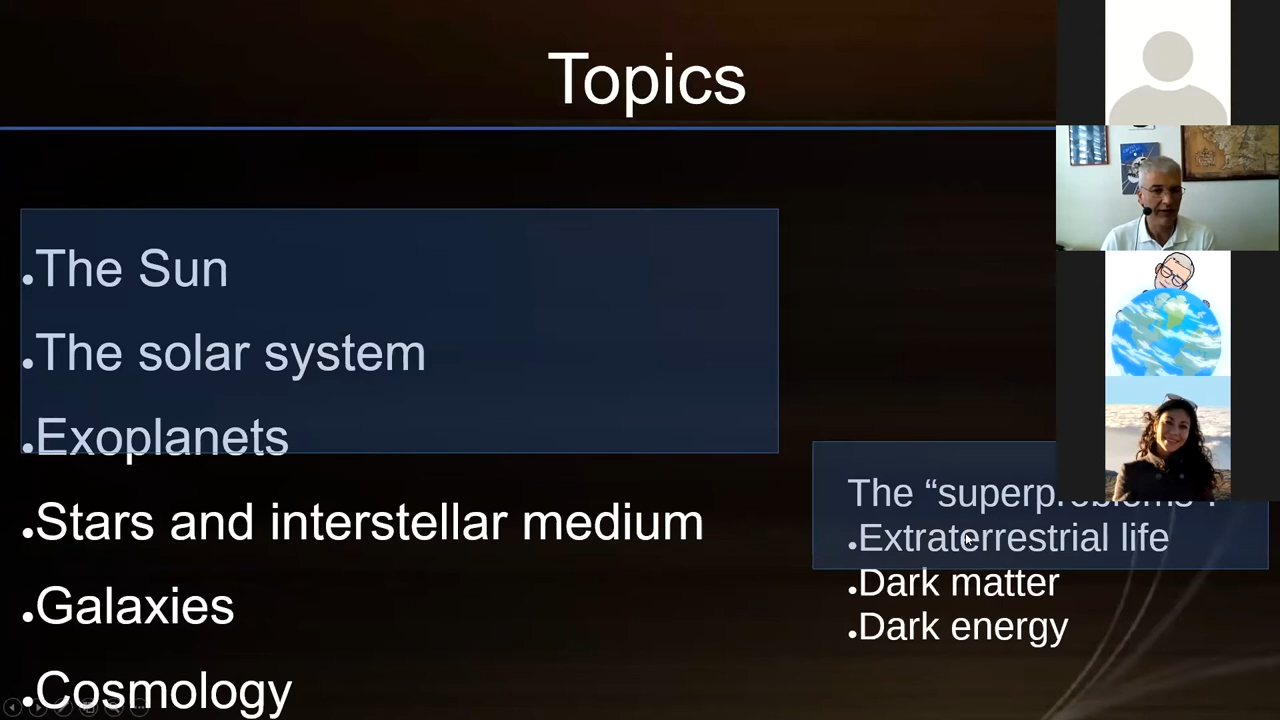 Topics
•The Sun
•The solar system
•Exoplanets
•Stars and interstellar medium
•Galaxies
•Cosmology
The “superproblems”:
•Extraterrestrial life
•Dark matter
•Dark energy